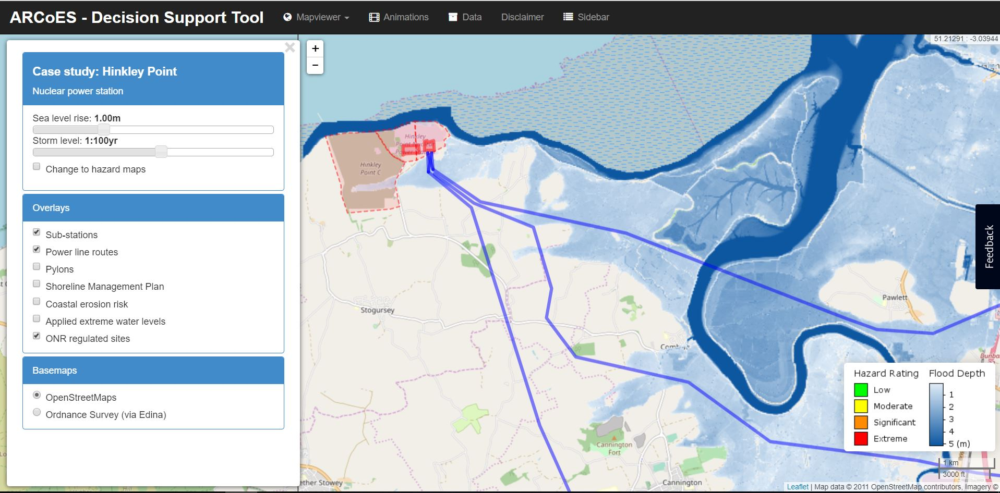 ARCoES - Decision Support Tool
Mapviewer
Animations
Data
Disclaimer
Sidebar
51.21291 : -3.03944
+
−
Case study: Hinkley Point
Nuclear power station
Sea level rise: 1.00m
Storm level: 1:100yr
Change to hazard maps
Overlays
Sub-stations
Power line routes
Pylons
Shoreline Management Plan
Coastal erosion risk
Applied extreme water levels
ONR regulated sites
Basemaps
OpenStreetMaps
Ordnance Survey (via Edina)
Hinkley
Point
Hinkley
Point C
Stogursey
Pawlett
Cannington
Fort
Cannington
Stowey
Hill
Feedback
Hazard Rating
Low
Moderate
Significant
Extreme
Flood Depth
1
2
3
4
5 (m)
1 km
3000 ft
Leaflet | Map data © 2011 OpenStreetMap contributors, Imagery ©